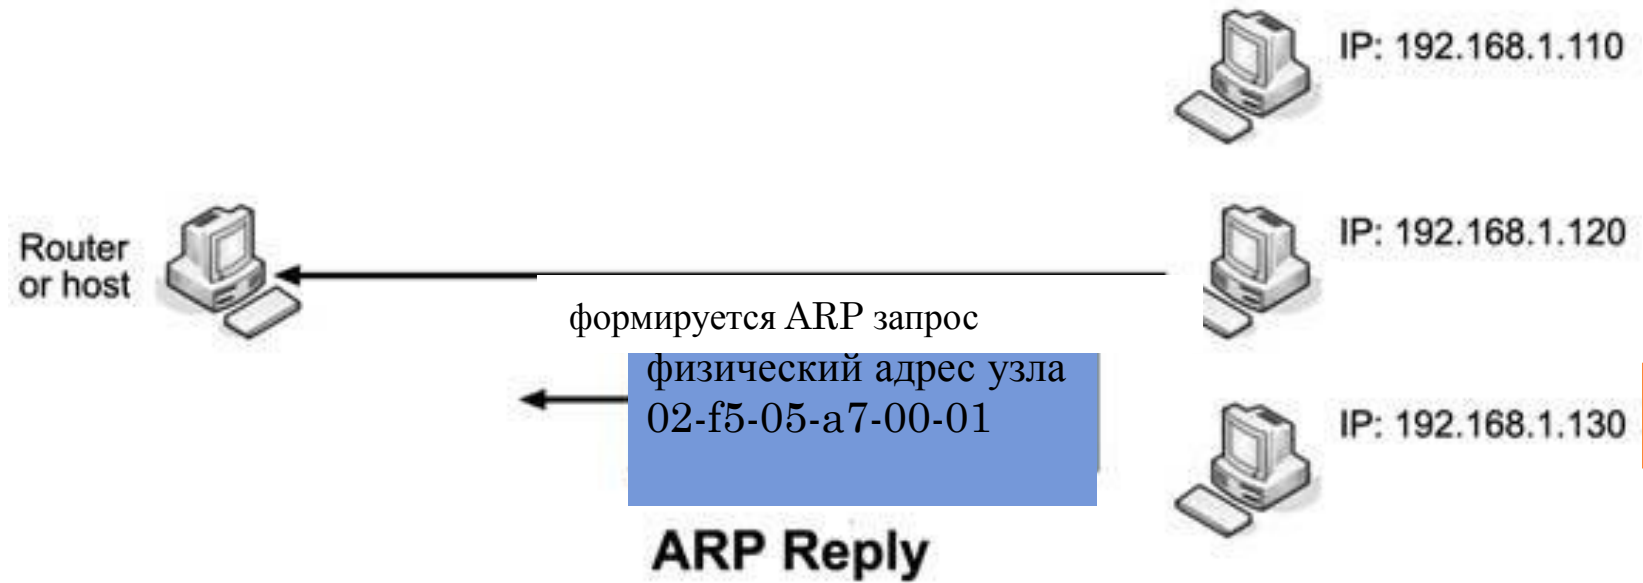 IP: 192.168.1.110
Router
or host
IP: 192.168.1.120
формируется ARP запрос
физический адрес узла
02-f5-05-a7-00-01
IP: 192.168.1.130
ARP Reply